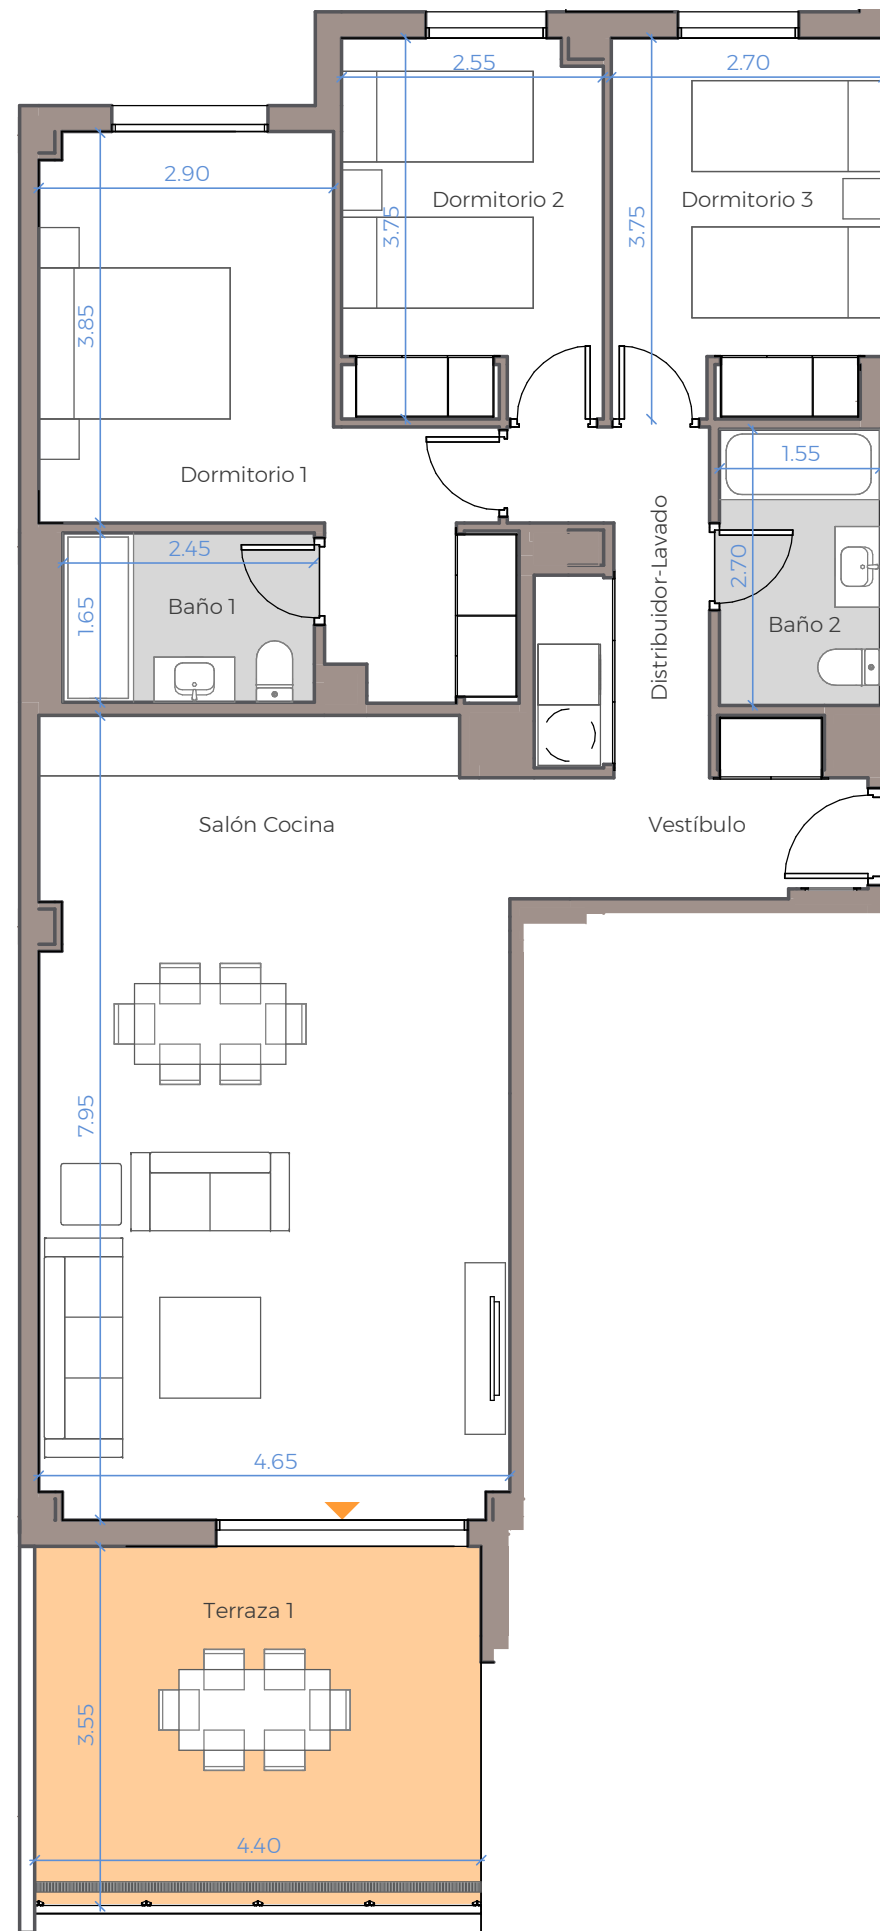 2.55
2.70
2.90
Dormitorio 2
Dormitorio 3
3.75
3.75
3.85
Dormitorio 1
1.55
2.45
Distribuidor-Lavado
2.70
1.65
Baño 1
Baño 2
Salón Cocina
Vestíbulo
7.95
4.65
Terraza 1
3.55
4.40